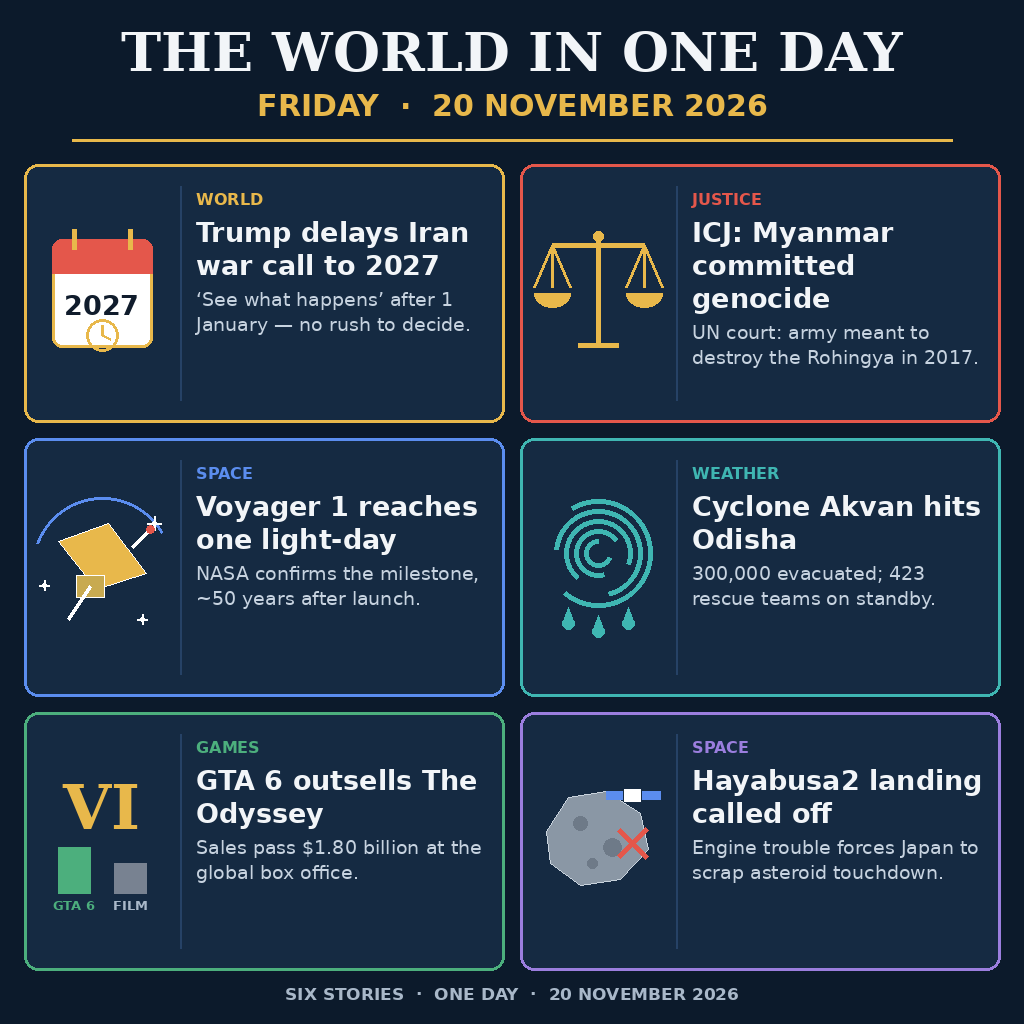 THE WORLD IN ONE DAY
FRIDAY · 20 NOVEMBER 2026
WORLD
Trump delays Iran
war call to 2027
‘See what happens’ after 1
January — no rush to decide.
2027
JUSTICE
ICJ: Myanmar
committed
genocide
UN court: army meant to
destroy the Rohingya in 2017.
SPACE
Voyager 1 reaches
one light-day
NASA confirms the milestone,
~50 years after launch.
WEATHER
Cyclone Akvan hits
Odisha
300,000 evacuated; 423
rescue teams on standby.
GAMES
GTA 6 outsells The
Odyssey
Sales pass $1.80 billion at the
global box office.
VI
GTA 6 FILM
SPACE
Hayabusa2 landing
called off
Engine trouble forces Japan to
scrap asteroid touchdown.
SIX STORIES · ONE DAY · 20 NOVEMBER 2026